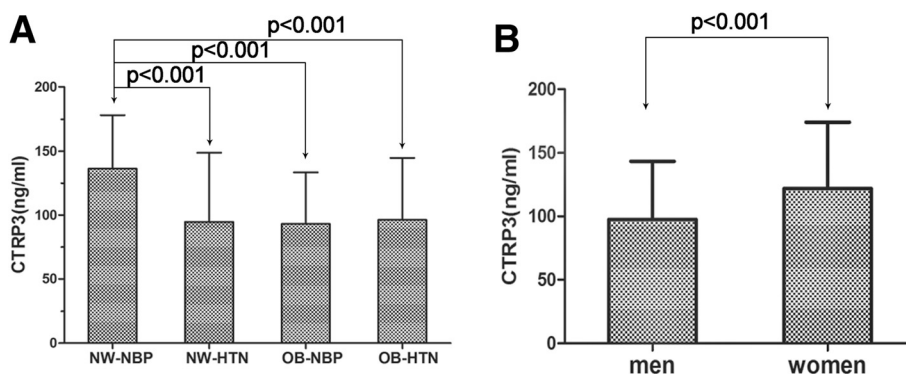 A
p<0.001
p<0.001
p<0.001
CTRP3(ng/ml)
200
150
100
50
0
NW-NBP NW-HTN OB-NBP OB-HTN
B
p<0.001
CTRP3(ng/ml)
200
150
100
50
0
men women